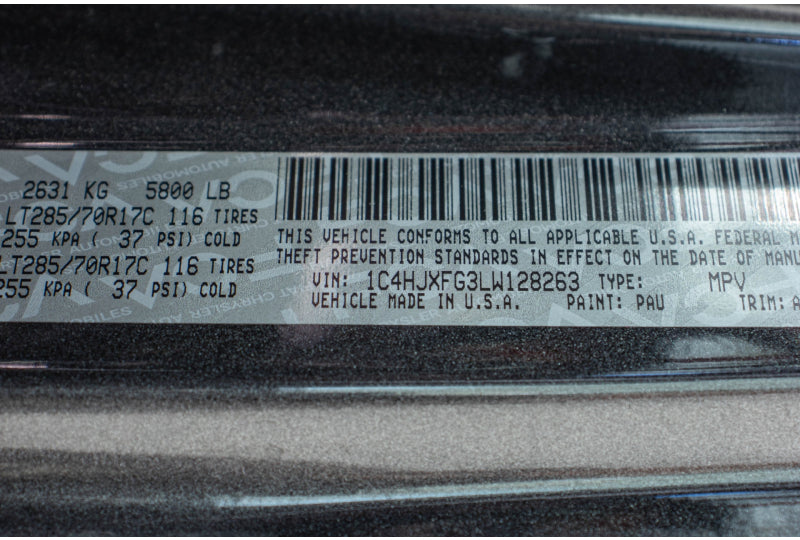 2631 KG 5800 LB
LT285/70R17C 116 TIRES
255 KPA ( 37 PSI) COLD
LT285/70R17C 116 TIRES
255 KPA ( 37 PSI) COLD
THIS VEHICLE CONFORMS TO ALL APPLICABLE U.S.A. FEDERAL M
THEFT PREVENTION STANDARDS IN EFFECT ON THE DATE OF MANU
VIN: 1C4HJXFG3LW128263 TYPE: MPV
VEHICLE MADE IN U.S.A. PAINT: PAU TRIM: A